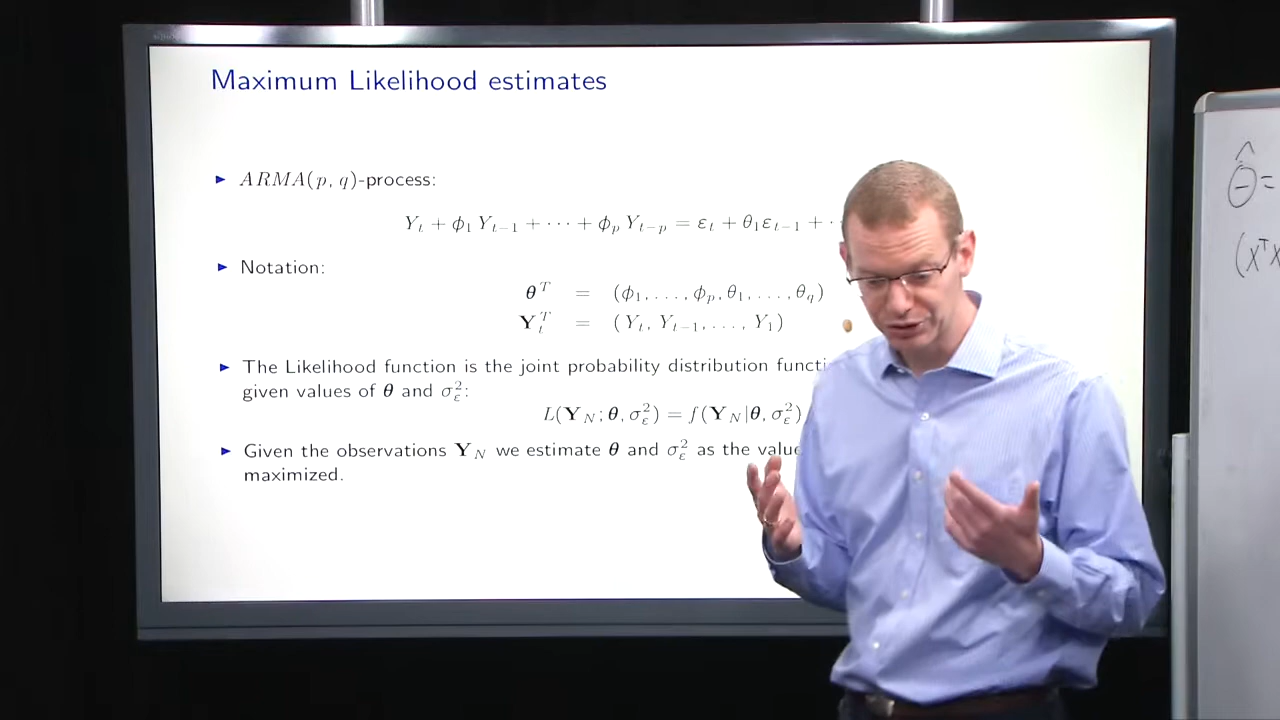 Maximum Likelihood estimates
► ARMA(p, q)-process:
Y_t + ϕ_1 Y_{t−1} + ⋯ + ϕ_p Y_{t−p} = ε_t + θ_1 ε_{t−1} + ⋯
► Notation:
θ^T = (ϕ_1, . . . , ϕ_p, θ_1, . . . , θ_q)
Y_t^T = (Y_t, Y_{t−1}, . . . , Y_1)
► The Likelihood function is the joint probability distribution
given values of θ and σ_ε^2:
L(Y_N; θ, σ_ε^2) = f(Y_N|θ, σ_ε^2)
► Given the observations Y_N we estimate θ and σ_ε^2 as the
maximized.
Θ̂ =
(X^T X